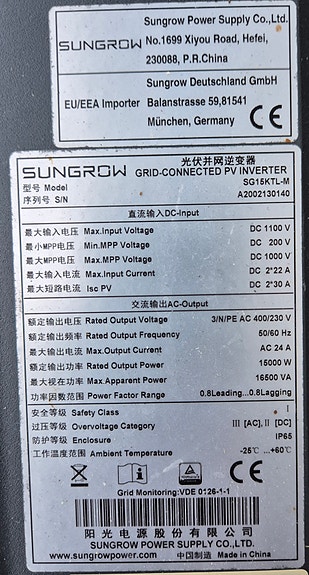 SUNGROW
Sungrow Power Supply Co.,Ltd.
No.1699 Xiyou Road, Hefei,
230088, P.R.China
EU/EEA Importer
Sungrow Deutschland GmbH
Balanstrasse 59,81541
München, Germany
CE
SUNGROW 光伏并网逆变器
GRID-CONNECTED PV INVERTER
型号 Model SG15KTL-M
序列号 S/N A2002130140
直流输入DC-Input
最大输入电压 Max.Input Voltage DC 1100 V
最小MPP电压 Min.MPP Voltage DC 200 V
最大MPP电压 Max.MPP Voltage DC 1000 V
最大输入电流 Max.Input Current DC 2*22 A
最大短路电流 Isc PV DC 2*30 A
交流输出AC-Output
额定输出电压 Rated Output Voltage 3/N/PE AC 400/230 V
额定输出频率 Rated Output Frequency 50/60 Hz
最大输出电流 Max.Output Current AC 24 A
额定输出功率 Rated Output Power 15000 W
最大视在功率 Max.Apparent Power 16500 VA
功率因数范围 Power Factor Range 0.8Leading...0.8Lagging
安全等级 Safety Class I
过压等级 Overvoltage Category III [AC], II [DC]
防护等级 Enclosure IP65
工作温度范围 Ambient Temperature -25℃ ...+60℃
CE
Grid Monitoring:VDE 0126-1-1
阳光电源股份有限公司
SUNGROW POWER SUPPLY CO.,LTD.
www.sungrowpower.com 中国制造 Made in China